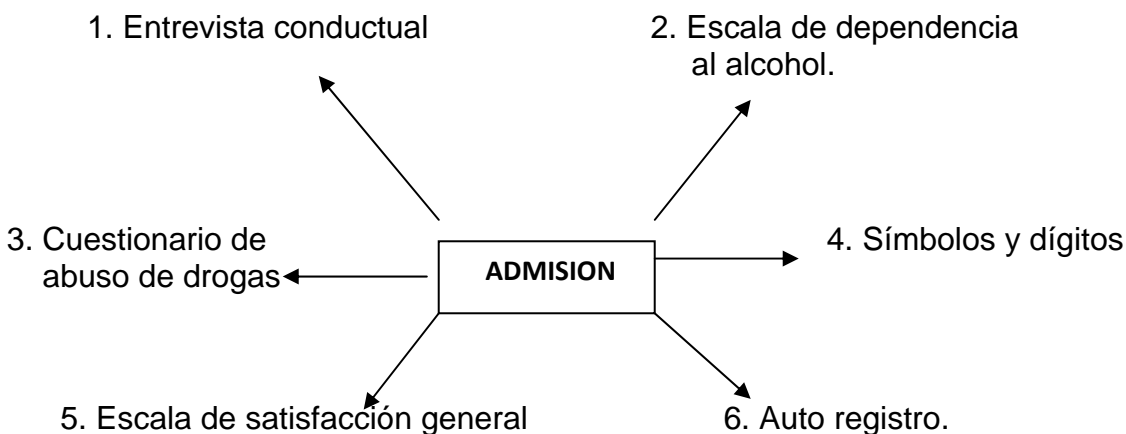 1. Entrevista conductual
2. Escala de dependencia
al alcohol.
3. Cuestionario de
abuso de drogas
ADMISION
4. Símbolos y dígitos
5. Escala de satisfacción general
6. Auto registro.